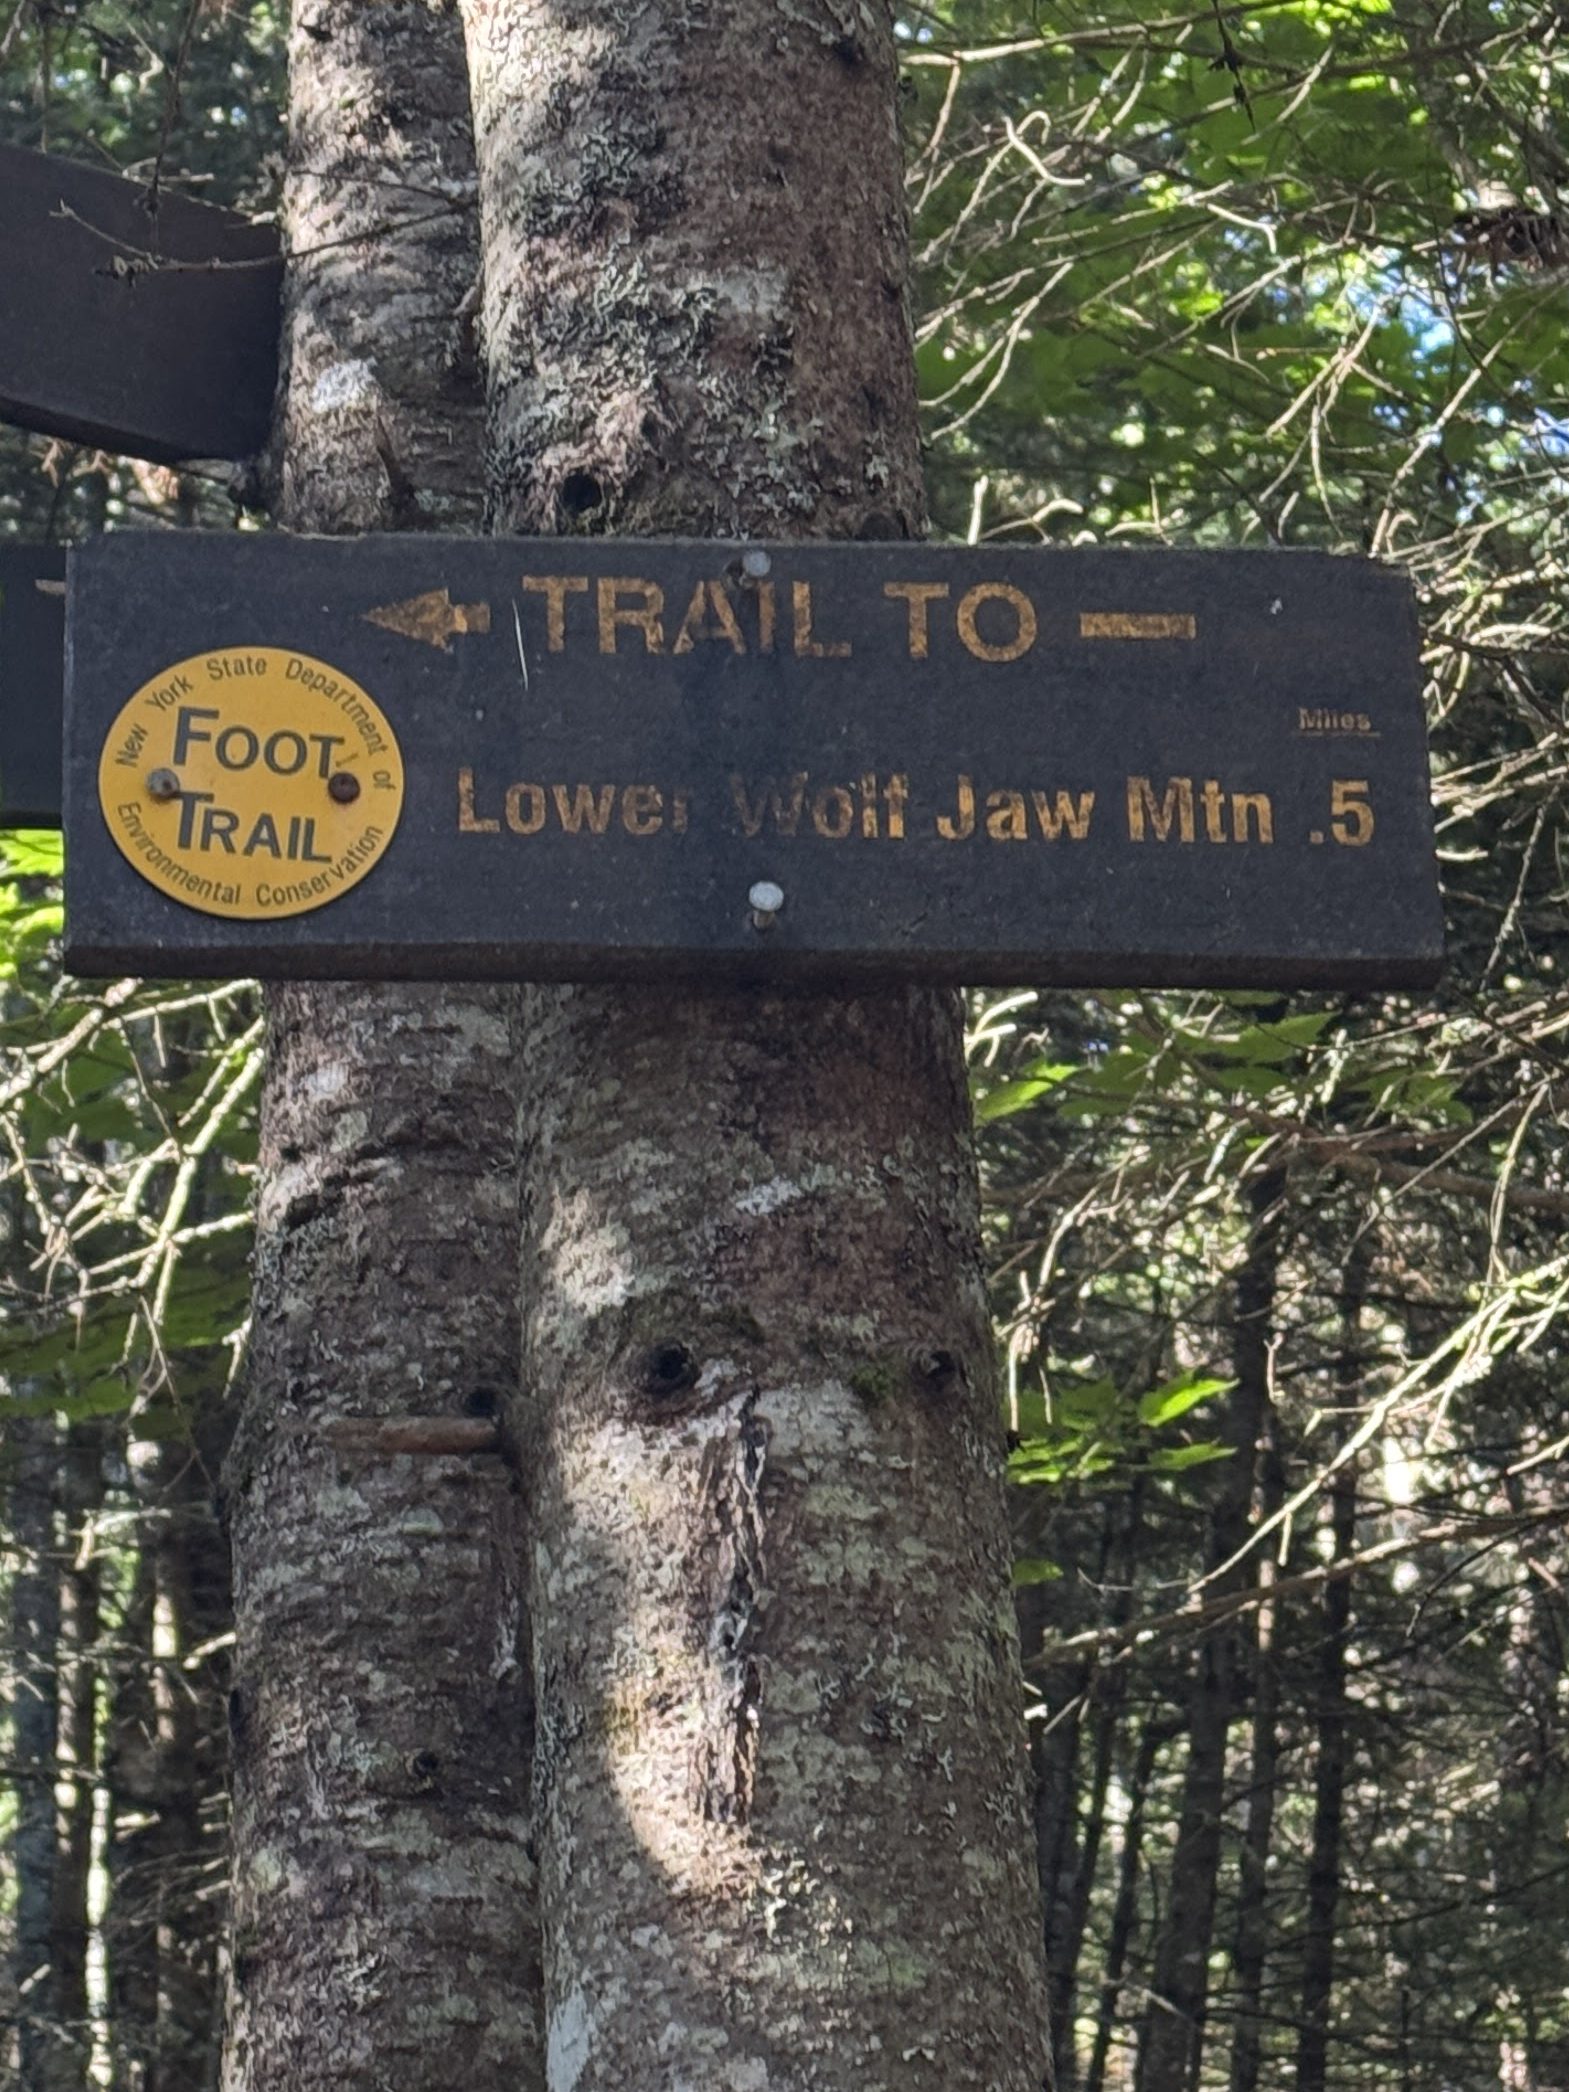 TRAIL TO
Miles
Lower Wolf Jaw Mtn .5
New York State Department of
FOOT
TRAIL
Environmental Conservation